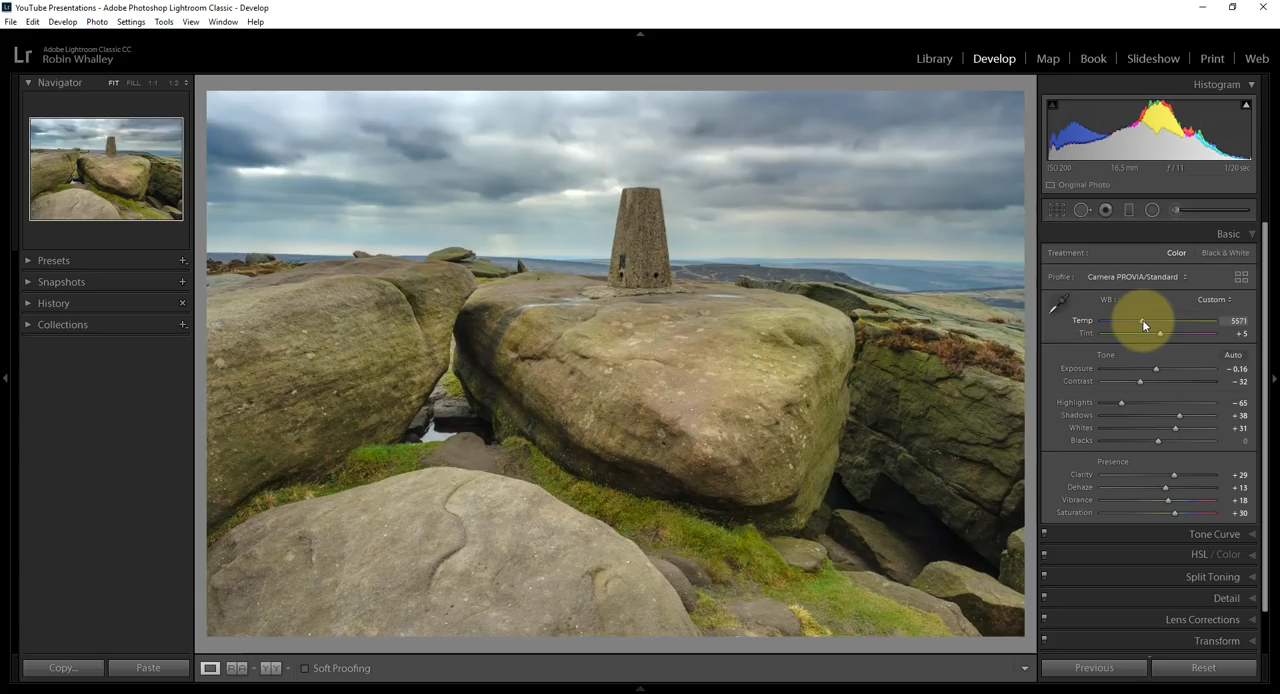 YouTube Presentations - Adobe Photoshop Lightroom Classic - Develop
File Edit Develop Photo Settings Tools View Window Help
Lr Adobe Lightroom Classic CC
Robin Whalley
Library | Develop | Map | Book | Slideshow | Print | Web
Navigator FIT FILL 1:1 1:2
Presets
Snapshots
History
Collections
Copy... Paste
Soft Proofing
Histogram
ISO 200 16.5 mm ƒ / 11 1/20 sec
Original Photo
Basic
Treatment : Color Black & White
Profile : Camera PROVIA/Standard
WB : Custom
Temp 5571
Tint + 5
Tone Auto
Exposure - 0.16
Contrast - 32
Highlights - 65
Shadows + 38
Whites + 31
Blacks 0
Presence
Clarity + 29
Dehaze + 13
Vibrance + 18
Saturation + 30
Tone Curve
HSL / Color
Split Toning
Detail
Lens Corrections
Transform
Previous Reset